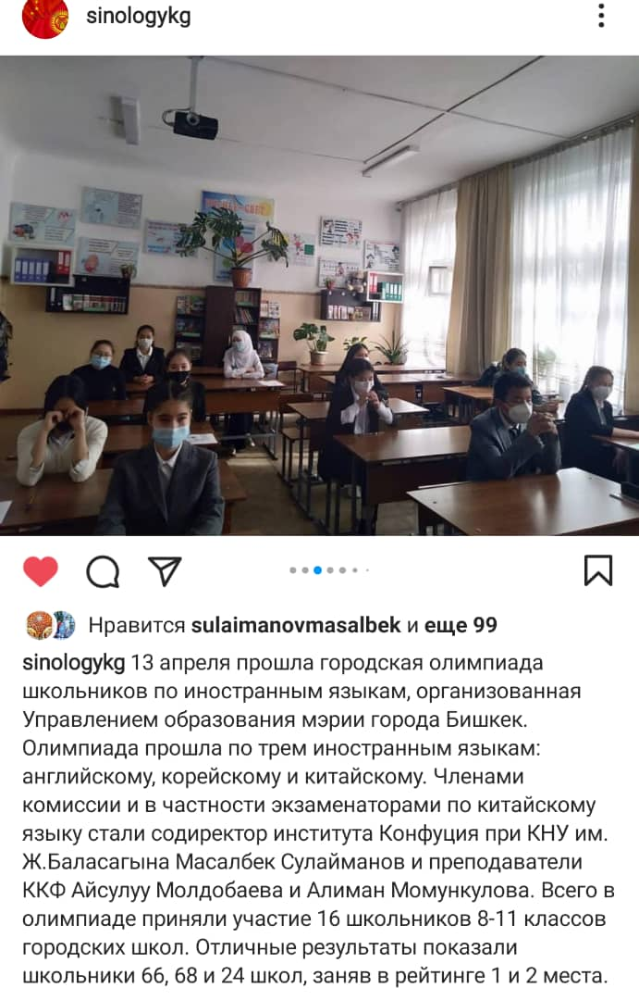 sinologykg
Нравится sulaimanovmasalbek и еще 99
sinologykg 13 апреля прошла городская олимпиада
школьников по иностранным языкам, организованная
Управлением образования мэрии города Бишкек.
Олимпиада прошла по трем иностранным языкам:
английскому, корейскому и китайскому. Членами
комиссии и в частности экзаменаторами по китайскому
языку стали содиректор института Конфуция при КНУ им.
Ж.Баласагына Масалбек Сулайманов и преподаватели
ККФ Айсулуу Молдобаева и Алиман Момункулова. Всего в
олимпиаде приняли участие 16 школьников 8-11 классов
городских школ. Отличные результаты показали
школьники 66, 68 и 24 школ, заняв в рейтинге 1 и 2 места.